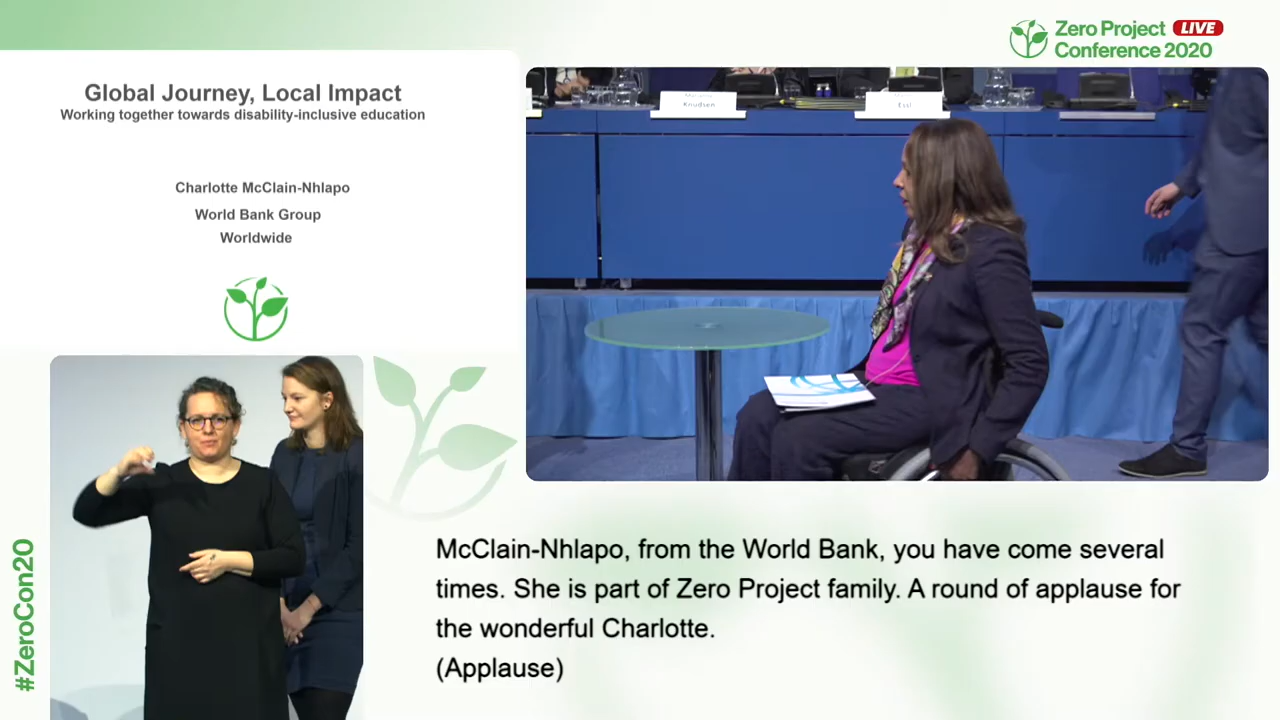 Zero Project LIVE
Conference 2020
Global Journey, Local Impact
Working together towards disability-inclusive education
Charlotte McClain-Nhlapo
World Bank Group
Worldwide
Knudsen
Essl
#ZeroCon20
McClain-Nhlapo, from the World Bank, you have come several
times. She is part of Zero Project family. A round of applause for
the wonderful Charlotte.
(Applause)